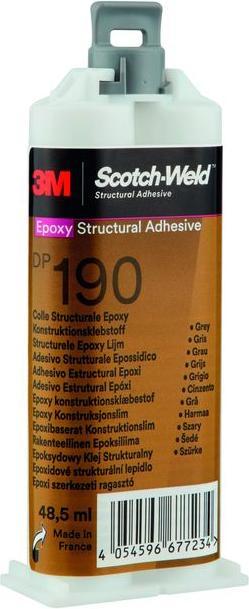 3M Scotch-Weld™
Structural Adhesive
Epoxy Structural Adhesive
DP190
Colle Structurale Epoxy
Konstruktionsklebstoff
Structurele Epoxy Lijm
Adesivo Strutturale Epossidico
Adhesivo Estructural Epoxi
Adesivo Estrutural Epóxi
Epoxy konstruktionsklæbestof
Epoxy Konstruksjonslim
Epoxibaserat Konstruktionslim
Rakenteellinen Epoksiliima
Epoksydowy Klej Strukturalny
Epoxidové strukturální lepidlo
Epoxi szerkezeti ragasztó
• Grey
• Gris
• Grau
• Grijs
• Grigio
• Cinzento
• Grå
• Harmaa
• Szary
• Šedé
• Szürke
48,5 ml
Made in
France
4 054596 677234